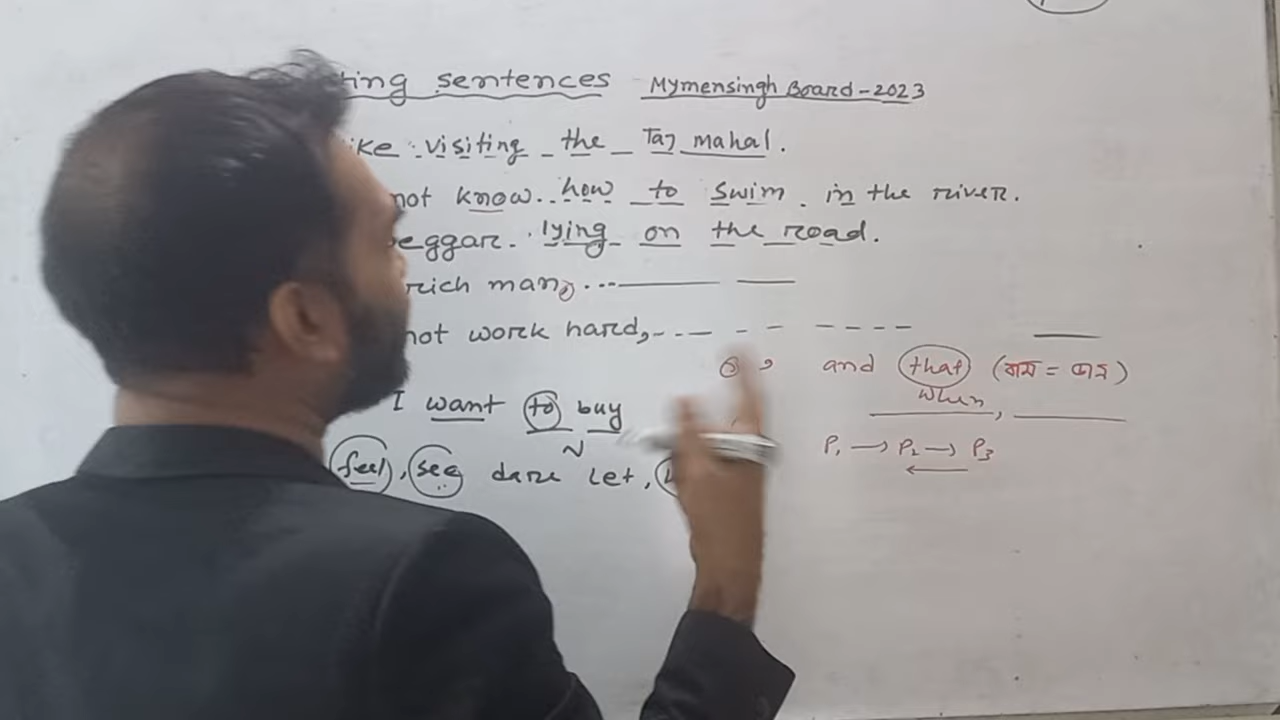 ting sentences Mymensingh Board-2023
ike visiting the Taj mahal.
not know how to swim in the river.
eggar lying on the road.
rich man, ...
not work hard, --- -- ----
, and that (বাম = ডান)
when,
I want to buy
P1 → P2 → P3
feel, see dare let,